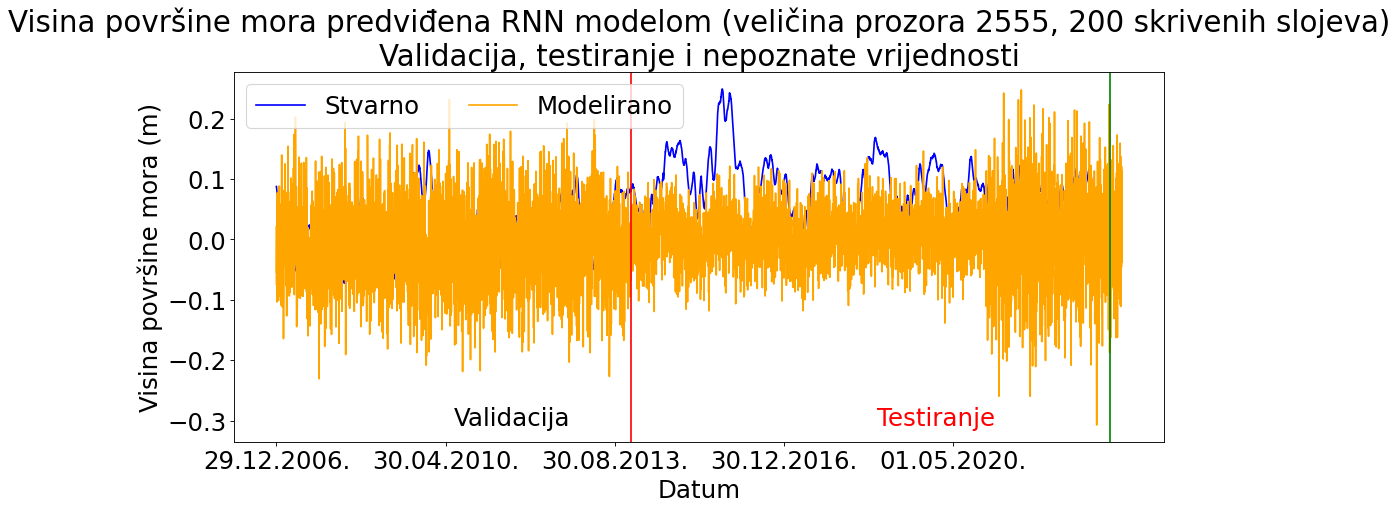 Visina površine mora predviđena RNN modelom (veličina prozora 2555, 200 skrivenih slojeva)
Validacija, testiranje i nepoznate vrijednosti
Stvarno
Modelirano
Visina površine mora (m)
0.2
0.1
0.0
−0.1
−0.2
−0.3
Validacija
Testiranje
29.12.2006.
30.04.2010.
30.08.2013.
30.12.2016.
01.05.2020.
Datum